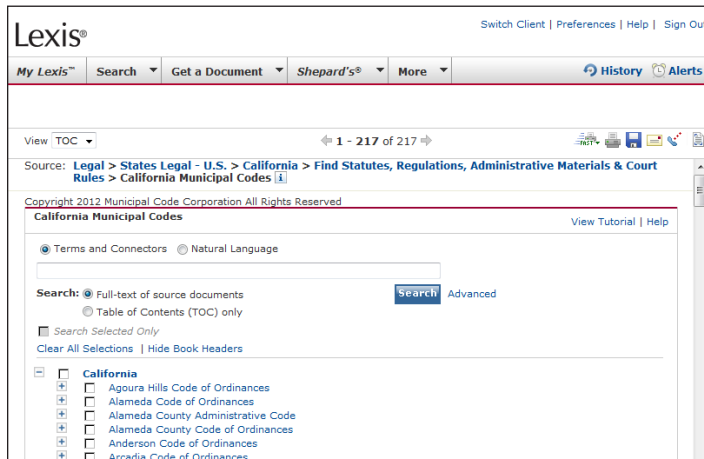 Lexis®
Switch Client | Preferences | Help | Sign Out
My Lexis™ Search Get a Document Shepard's® More History Alerts
View TOC 1 - 217 of 217 FAST
Source: Legal > States Legal - U.S. > California > Find Statutes, Regulations, Administrative Materials & Court
Rules > California Municipal Codes i
Copyright 2012 Municipal Code Corporation All Rights Reserved
California Municipal Codes
View Tutorial | Help
Terms and Connectors Natural Language
Search: Full-text of source documents Search Advanced
Table of Contents (TOC) only
Search Selected Only
Clear All Selections | Hide Book Headers
California
Agoura Hills Code of Ordinances
Alameda Code of Ordinances
Alameda County Administrative Code
Alameda County Code of Ordinances
Anderson Code of Ordinances
Arcadia Code of Ordinances